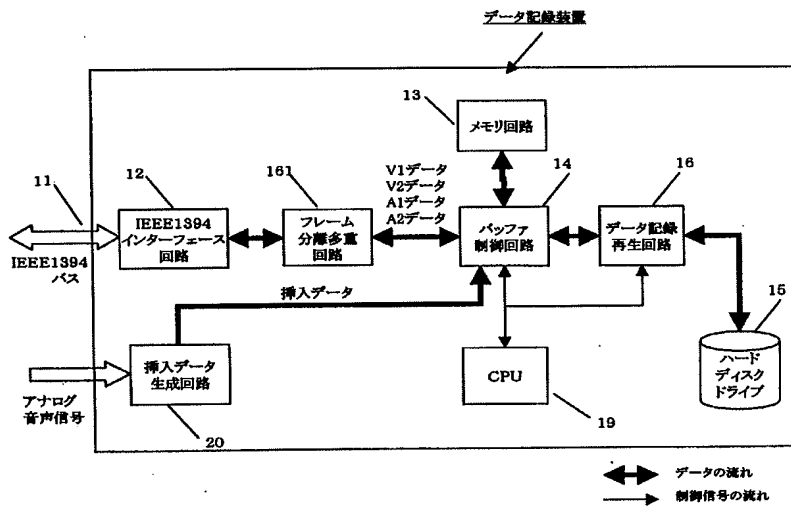 データ記録装置
13
メモリ回路
11
12
161
V1データ
V2データ
A1データ
A2データ
14
16
IEEE1394
インターフェース
回路
フレーム
分離多重
回路
バッファ
制御回路
データ記録
再生回路
IEEE1394
バス
挿入データ
15
挿入データ
生成回路
CPU
ハード
ディスク
ドライブ
アナログ
音声信号
20
19
データの流れ
制御信号の流れ